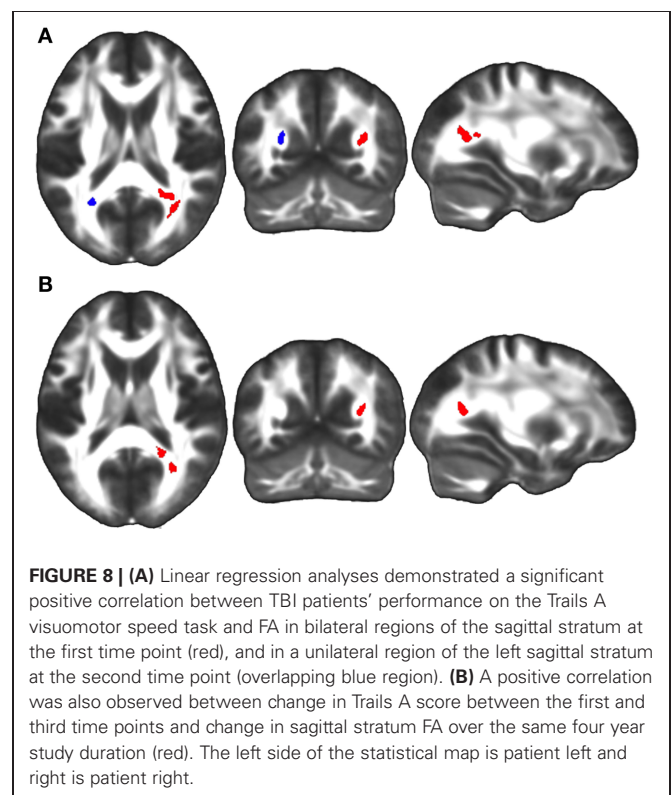 A
B
FIGURE 8 | (A) Linear regression analyses demonstrated a significant
positive correlation between TBI patients' performance on the Trails A
visuomotor speed task and FA in bilateral regions of the sagittal stratum at
the first time point (red), and in a unilateral region of the left sagittal stratum
at the second time point (overlapping blue region). (B) A positive correlation
was also observed between change in Trails A score between the first and
third time points and change in sagittal stratum FA over the same four year
study duration (red). The left side of the statistical map is patient left and
right is patient right.